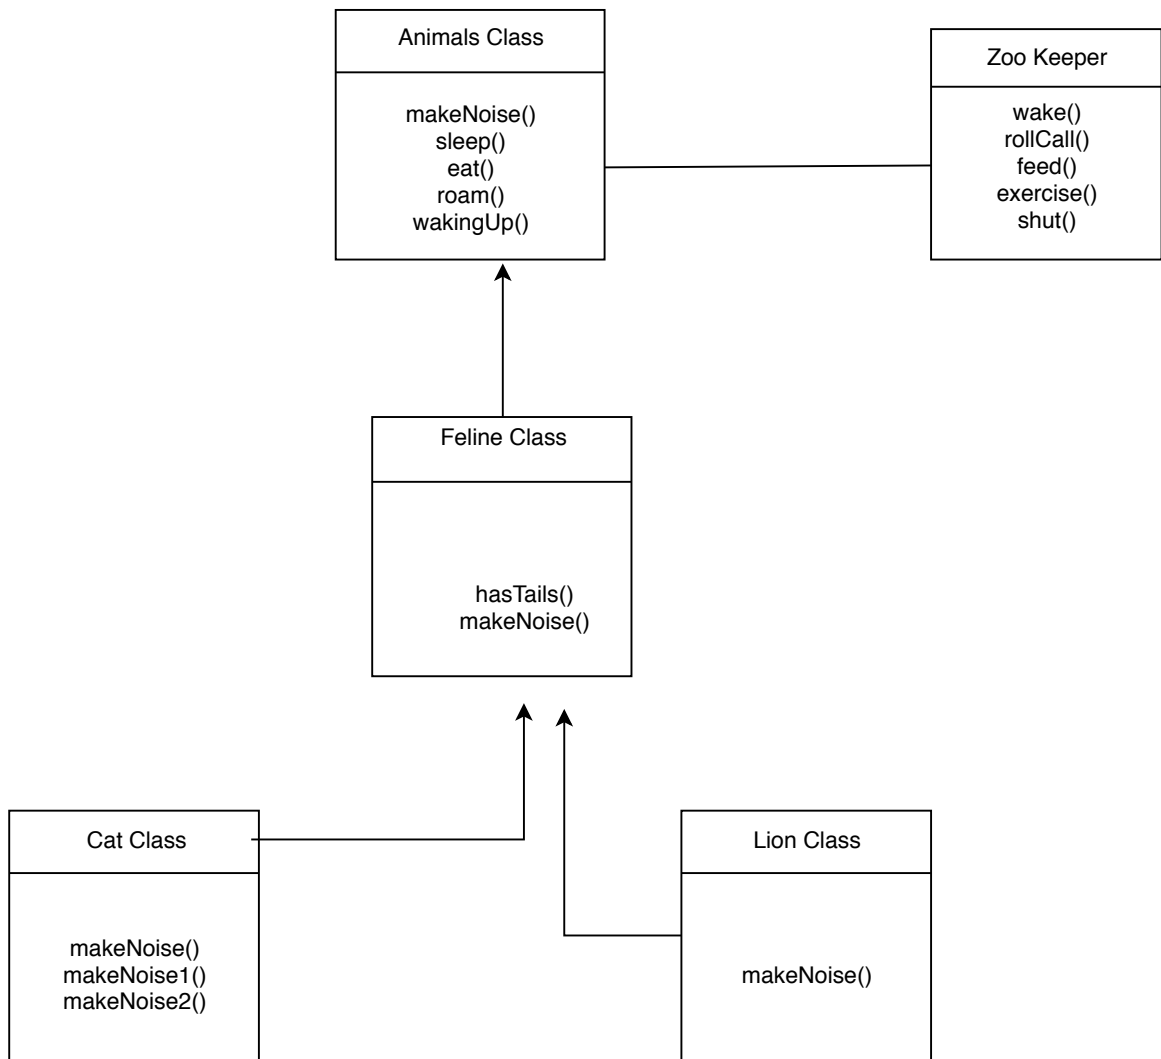 Animals Class
makeNoise()
sleep()
eat()
roam()
wakingUp()
Zoo Keeper
wake()
rollCall()
feed()
exercise()
shut()
Feline Class
hasTails()
makeNoise()
Cat Class
makeNoise()
makeNoise1()
makeNoise2()
Lion Class
makeNoise()